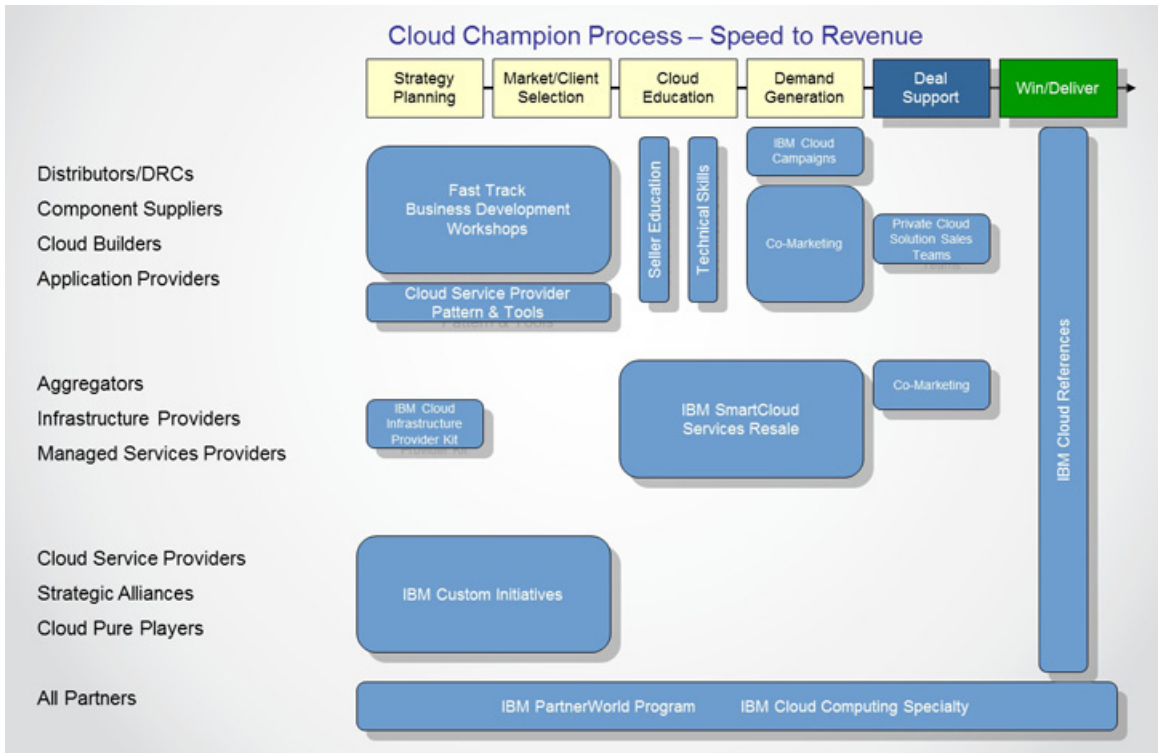 Cloud Champion Process – Speed to Revenue
Strategy
Planning
Market/Client
Selection
Cloud
Education
Demand
Generation
Deal
Support
Win/Deliver
Distributors/DRCs
Component Suppliers
Cloud Builders
Application Providers
Fast Track
Business Development
Workshops
Cloud Service Provider
Pattern & Tools
Seller Education
Technical Skills
IBM Cloud
Campaigns
Co-Marketing
Private Cloud
Solution Sales
Teams
IBM Cloud References
Aggregators
Infrastructure Providers
Managed Services Providers
IBM Cloud
Infrastructure
Provider Kit
IBM SmartCloud
Services Resale
Co-Marketing
Cloud Service Providers
Strategic Alliances
Cloud Pure Players
IBM Custom Initiatives
All Partners
IBM PartnerWorld Program IBM Cloud Computing Specialty